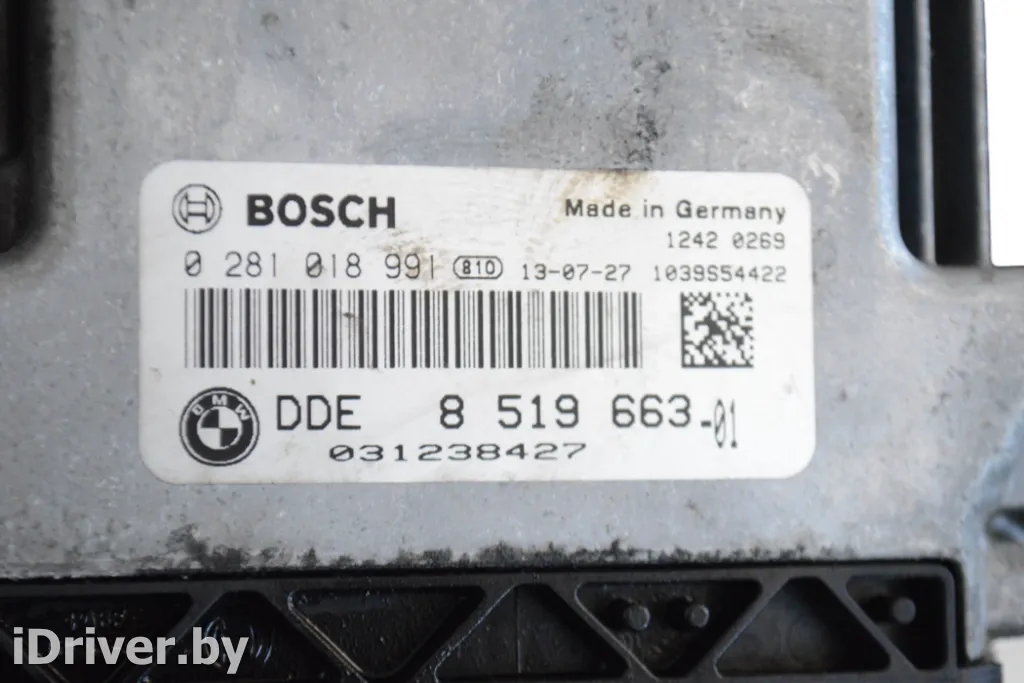 BOSCH
Made in Germany
1242 0269
0 281 018 991 810 13-07-27 1039S54422
BMW
DDE 8 519 663-01
031238427
iDriver.by